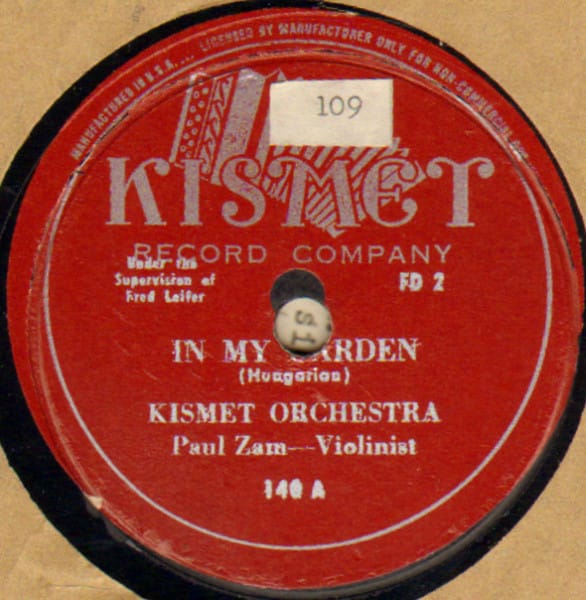 MANUFACTURED IN U.S.A. ... LICENSED BY MANUFACTURER ONLY FOR NON-COMMERCIAL
109
KISMET
RECORD COMPANY
Under the
Supervision of
Fred Leifer
FD 2
IN MY GARDEN
(Hungarian)
KISMET ORCHESTRA
Paul Zam—Violinist
140 A